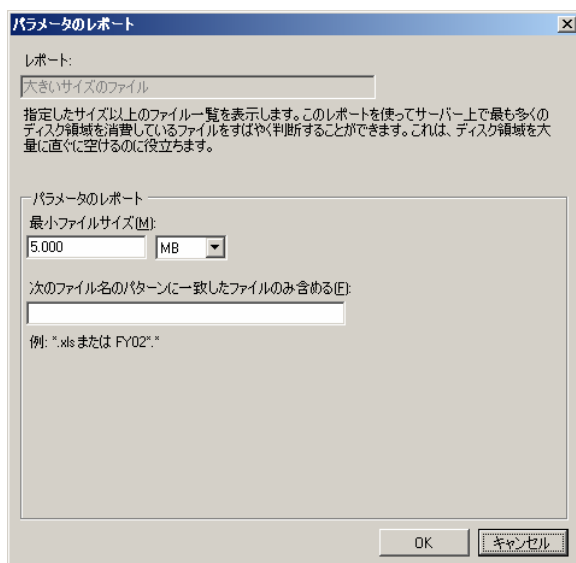 パラメータのレポート
レポート:
大きいサイズのファイル
指定したサイズ以上のファイル一覧を表示します。このレポートを使ってサーバー上で最も多くの
ディスク領域を消費しているファイルをすばやく判断することができます。これは、ディスク領域を大
量に直ぐに空けるのに役立ちます。
パラメータのレポート
最小ファイルサイズ(M):
5.000 MB
次のファイル名のパターンに一致したファイルのみ含める(F):
例: *.xls または FY02*.*
OK キャンセル